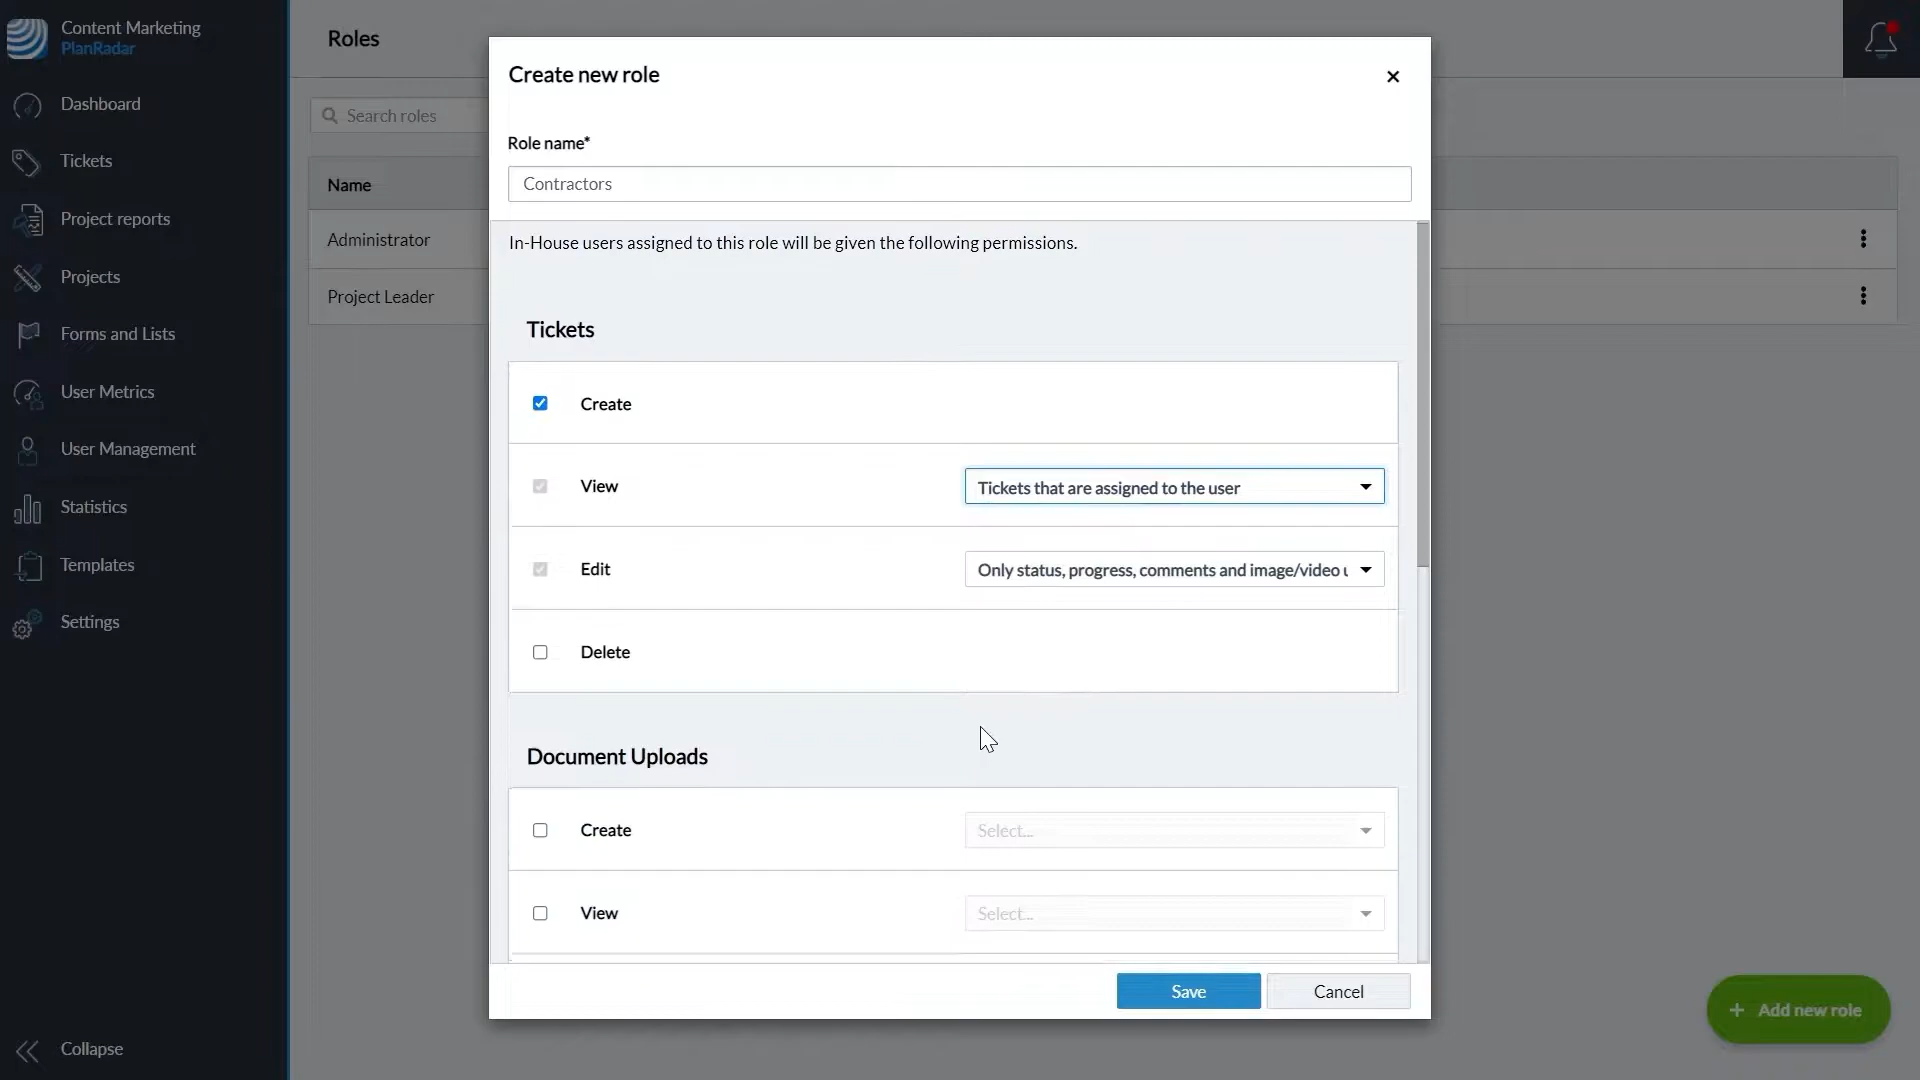 Content Marketing
PlanRadar
Dashboard
Tickets
Project reports
Projects
Forms and Lists
User Metrics
User Management
Statistics
Templates
Settings
Collapse
Roles
Search roles
Name
Administrator
Project Leader
Create new role
Role name*
Contractors
In-House users assigned to this role will be given the following permissions.
Tickets
Create
View
Tickets that are assigned to the user
Edit
Only status, progress, comments and image/video
Delete
Document Uploads
Create
Select...
View
Select...
Save
Cancel
+ Add new role